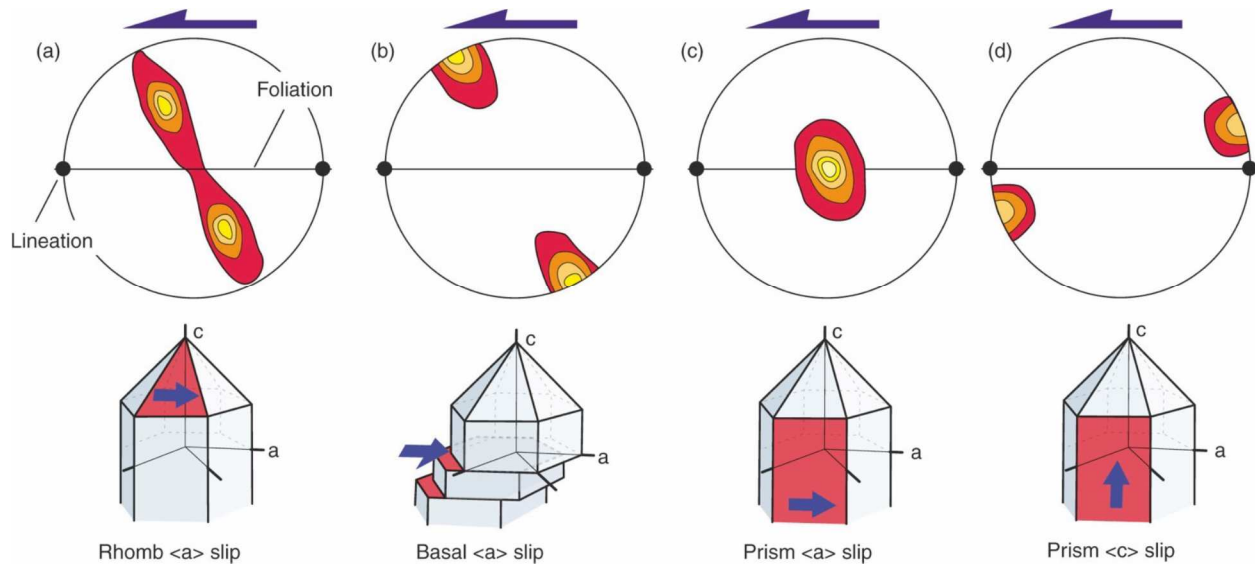 (a)
Foliation
Lineation
(b)
(c)
(d)
c
a
Rhomb <a> slip
c
a
Basal <a> slip
c
a
Prism <a> slip
c
a
Prism <c> slip